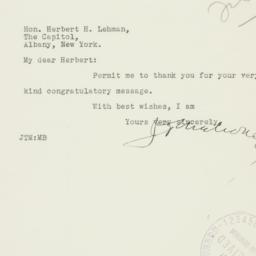 Hon. Herbert H. Lehman,
The Capitol,
Albany, New York.
My dear Herbert:
Permit me to thank you for your very
kind congratulatory message.
With best wishes, I am
Yours very sincerely
JTM:MB